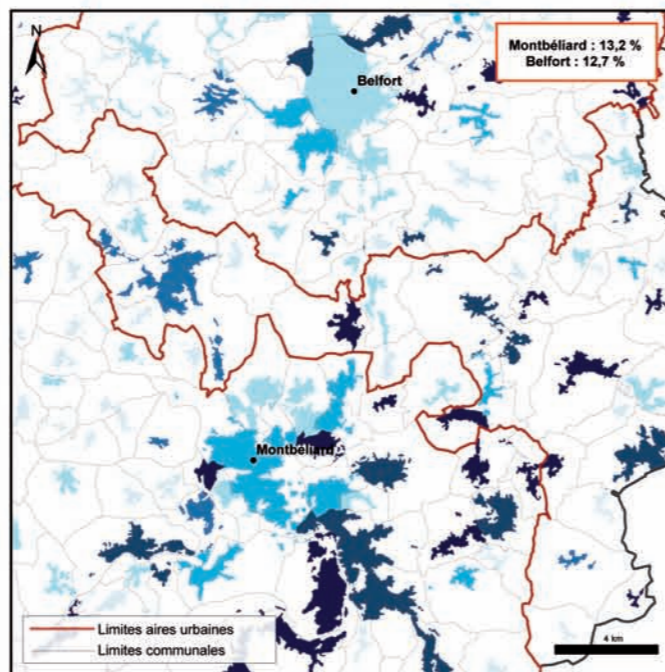 N
Montbéliard : 13,2 %
Belfort : 12,7 %
Belfort
Montbéliard
Limites aires urbaines
Limites communales
4 km